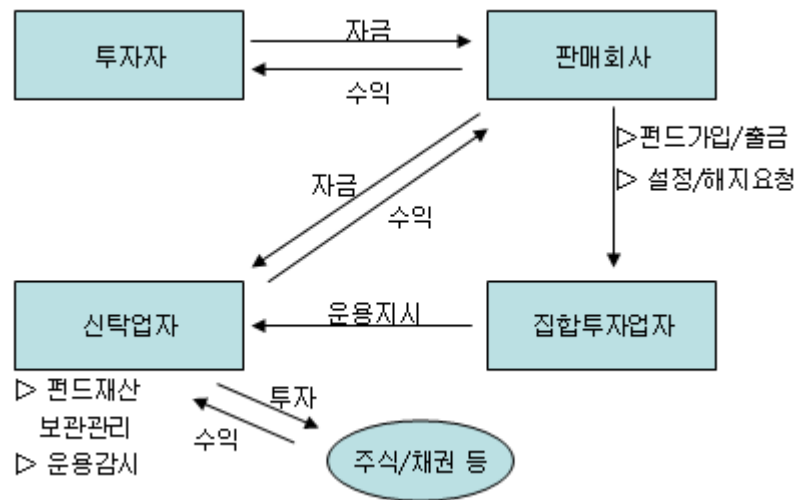 자금
투자자
판매회사
수익
▷펀드가입/출금
▷ 설정/해지요청
자금
수익
신탁업자
운용지시
집합투자업자
▷ 펀드재산
보관관리
▷ 운용감시
투자
수익
주식/채권 등